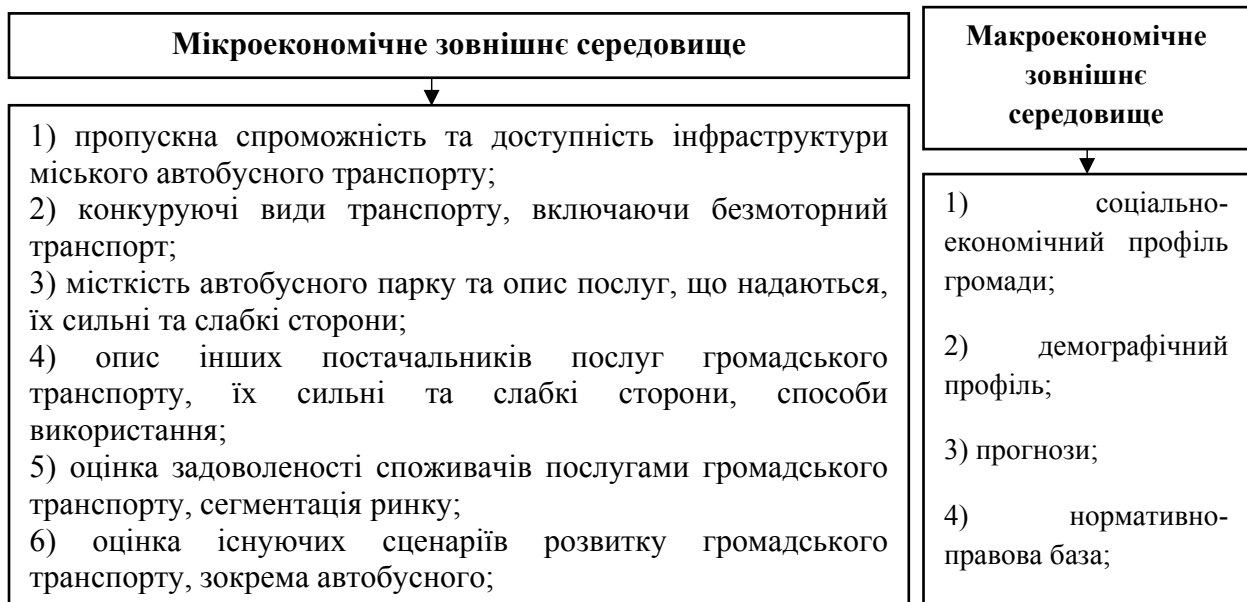 Мікроекономічне зовнішнє середовище
1) пропускна спроможність та доступність інфраструктури
міського автобусного транспорту;
2) конкуруючі види транспорту, включаючи безмоторний
транспорт;
3) місткість автобусного парку та опис послуг, що надаються,
їх сильні та слабкі сторони;
4) опис інших постачальників послуг громадського
транспорту, їх сильні та слабкі сторони, способи
використання;
5) оцінка задоволеності споживачів послугами громадського
транспорту, сегментація ринку;
6) оцінка існуючих сценаріїв розвитку громадського
транспорту, зокрема автобусного;
Макроекономічне
зовнішнє
середовище
1) соціально-
економічний профіль
громади;
2) демографічний
профіль;
3) прогнози;
4) нормативно-
правова база;